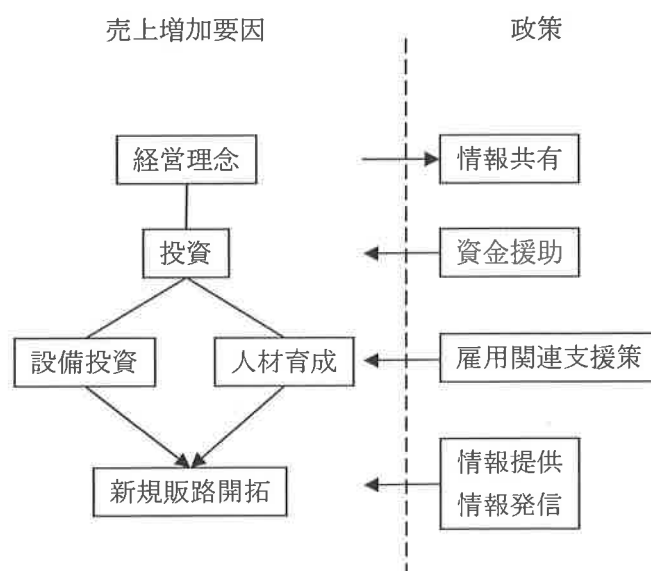 売上増加要因
政策
経営理念
情報共有
投資
資金援助
設備投資
人材育成
雇用関連支援策
新規販路開拓
情報提供
情報発信